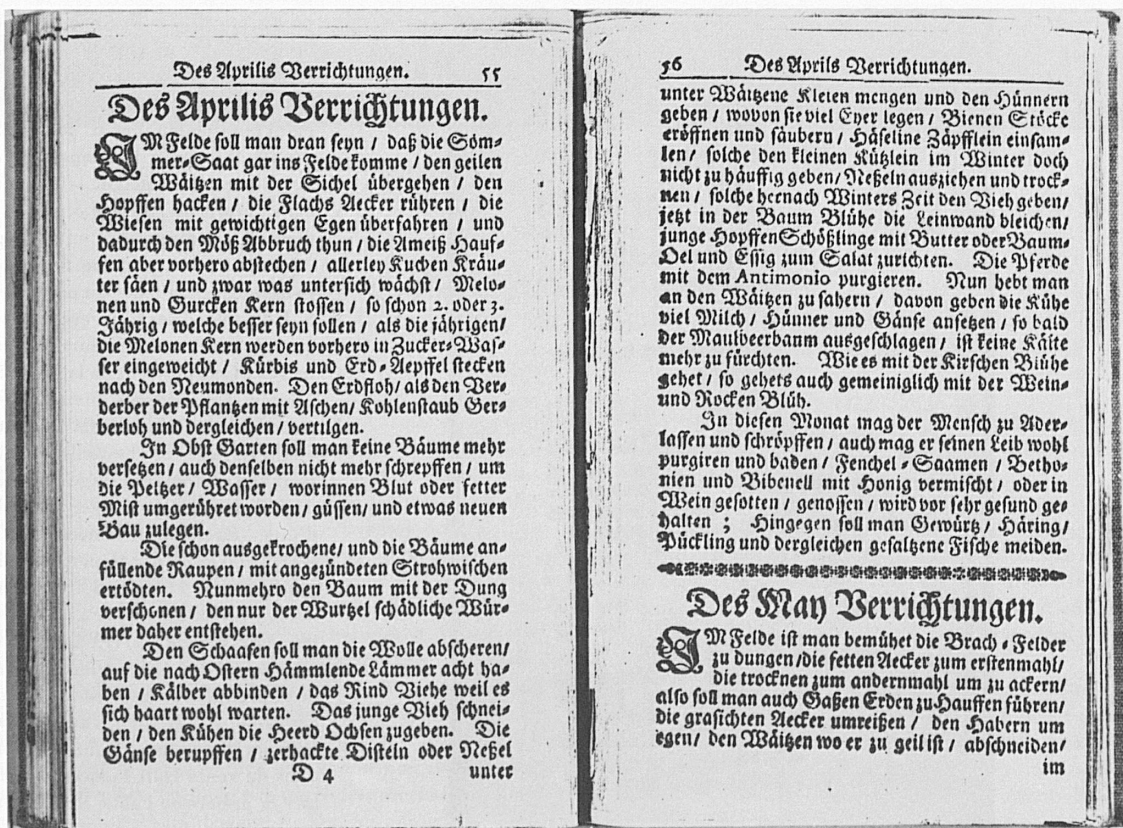 Des Aprilis Verrichtungen. 55
Des Aprilis Verrichtungen.
IM Felde soll man dran seyn / daß die Söm-
mer-Saat gar ins Felde komme / den geilen
Wäitzen mit der Sichel übergehen / den
Hopffen hacken / die Flachs Aecker rühren / die
Wiesen mit gewichtigen Egen überfahren / und
dadurch den Möß Abbruch thun / die Ameiß Hauf-
fen aber vorhero abstechen / allerley Kuchen Kräu-
ter säen / und zwar was untersich wächst / Melo-
nen und Gurcken Kern stossen / so schon 2. oder 3.
Jährig / welche besser seyn sollen / als die jährigen /
die Melonen Kern werden vorhero in Zucker-Was-
ser eingeweicht / Kürbis und Erd-Aepffel stecken
nach den Neumonden. Den Erdfloh / als den Ver-
derber der Pflantzen mit Aschen / Kohlenstaub Ger-
berloh und dergleichen / vertilgen.
In Obst Garten soll man keine Bäume mehr
versetzen / auch denselben nicht mehr schrepffen / um
die Peltzer / Wasser / worinnen Blut oder fetter
Mist umgerühret worden / güssen / und etwas neuen
Bau zulegen.
Die schon ausgekrochene / und die Bäume an-
füllende Raupen / mit angezündeten Strohwischen
ertödten. Nunmehro den Baum mit der Dung
verschonen / den nur der Wurtzel schädliche Wür-
mer daher entstehen.
Den Schaafen soll man die Wolle abscheren /
auf die nach Ostern Hämmlende Lämmer acht ha-
ben / Kälber abbinden / das Rind Viehe weil es
sich haart wohl warten. Das junge Vieh schnei-
den / den Kühen die Heerd Ochsen zugeben. Die
Gänse berupffen / zerhackte Disteln oder Neßel
D 4 unter
56 Des Aprils Verrichtungen.
unter Wäitzene Kleien mengen und den Hünnern
geben / wovon sie viel Eyer legen / Bienen Stöcke
eröffnen und säubern / Häseline Zäpfflein einsam-
len / solche den kleinen Kützlein im Winter doch
nicht zu häuffig geben / Neßeln ausziehen und trock-
nen / solche hernach Winters Zeit den Vieh geben /
jetzt in der Baum Blühe die Leinwand bleichen /
junge Hopffen Schößlinge mit Butter oder Baum-
Oel und Essig zum Salat zurichten. Die Pferde
mit dem Antimonio purgieren. Nun hebt man
an den Wäitzen zu sahern / davon geben die Kühe
viel Milch / Hünner und Gänse ansetzen / so bald
der Maulbeerbanm ausgeschlagen / ist keine Kälte
mehr zu fürchten. Wie es mit der Kirschen Blühe
gehet / so gehets auch gemeiniglich mit der Wein-
und Rocken Blüh.
In diesen Monat mag der Mensch zu Ader-
lassen und schröpffen / auch mag er seinen Leib wohl
purgiren und baden / Fenchel-Saamen / Betho-
nien und Bibenell mit Honig vermischt / oder in
Wein gesotten / genossen / wird vor sehr gesund ge-
halten ; Hingegen soll man Gewürtz / Häring /
Pückling und dergleichen gesaltzene Fische meiden.
Des May Verrichtungen.
IM Felde ist man bemühet die Brach-Felder
zu dungen / die fetten Aecker zum erstenmahl /
die trocknen zum andernmahl um zu ackern /
also soll man auch Gaßen Erden zu Hauffen führen /
die grasichten Aecker umreißen / den Habern um
egen / den Wäitzen wo er zu geil ist / abschneiden /
im